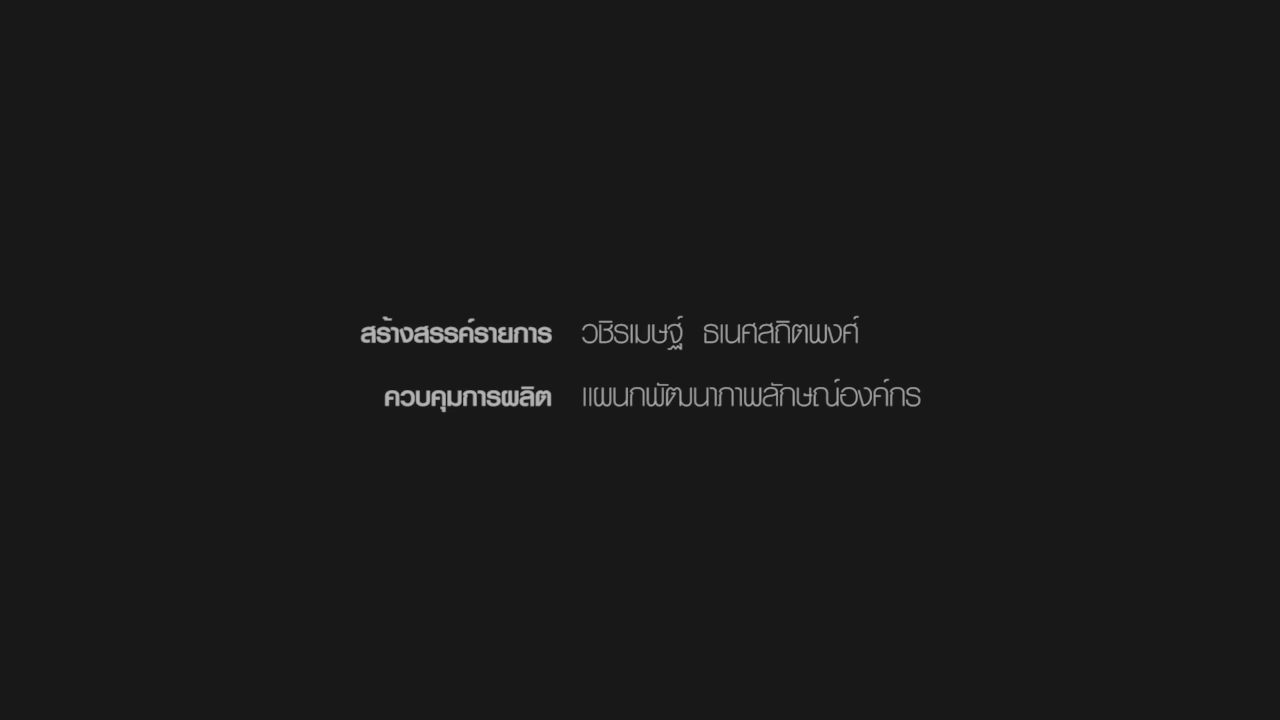 สร้างสรรค์รายการ วชิรเมษฐ์ ธเนศสถิตพงศ์
ควบคุมการผลิต แผนกพัฒนาภาพลักษณ์องค์กร